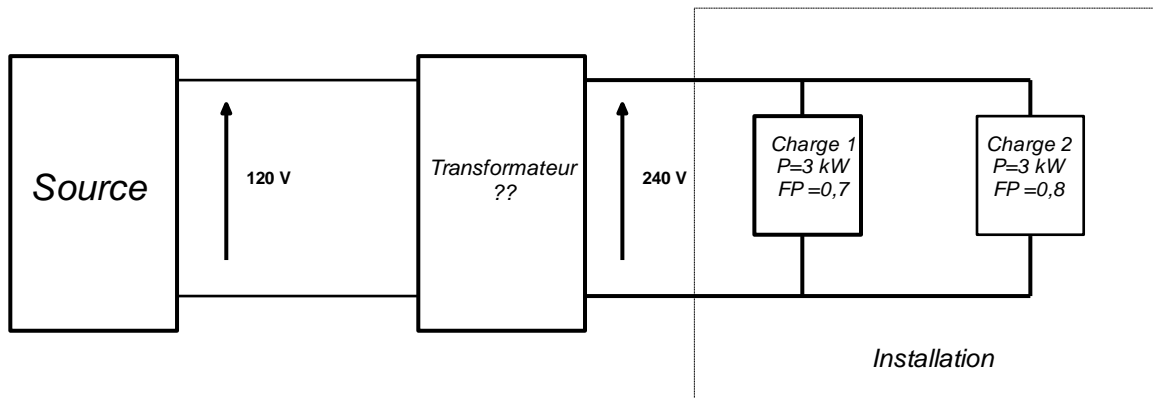 Source
120 V
Transformateur
??
240 V
Charge 1
P=3 kW
FP =0,7
Charge 2
P=3 kW
FP =0,8
Installation